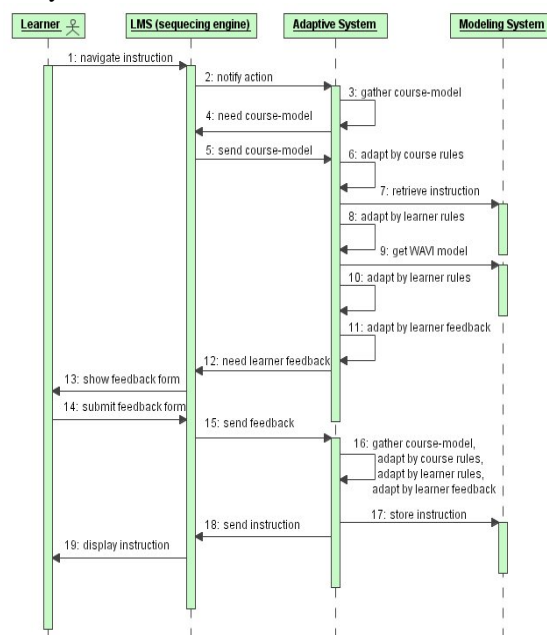 Learner
LMS (sequecing engine)
Adaptive System
Modeling System
1: navigate instruction
2: notify action
3: gather course-model
4: need course-model
5: send course-model
6: adapt by course rules
7: retrieve instruction
8: adapt by learner rules
9: get WAVI model
10: adapt by learner rules
11: adapt by learner feedback
12: need learner feedback
13: show feedback form
14: submit feedback form
15: send feedback
16: gather course-model,
adapt by course rules,
adapt by learner rules,
adapt by learner feedback
17: store instruction
18: send instruction
19: display instruction